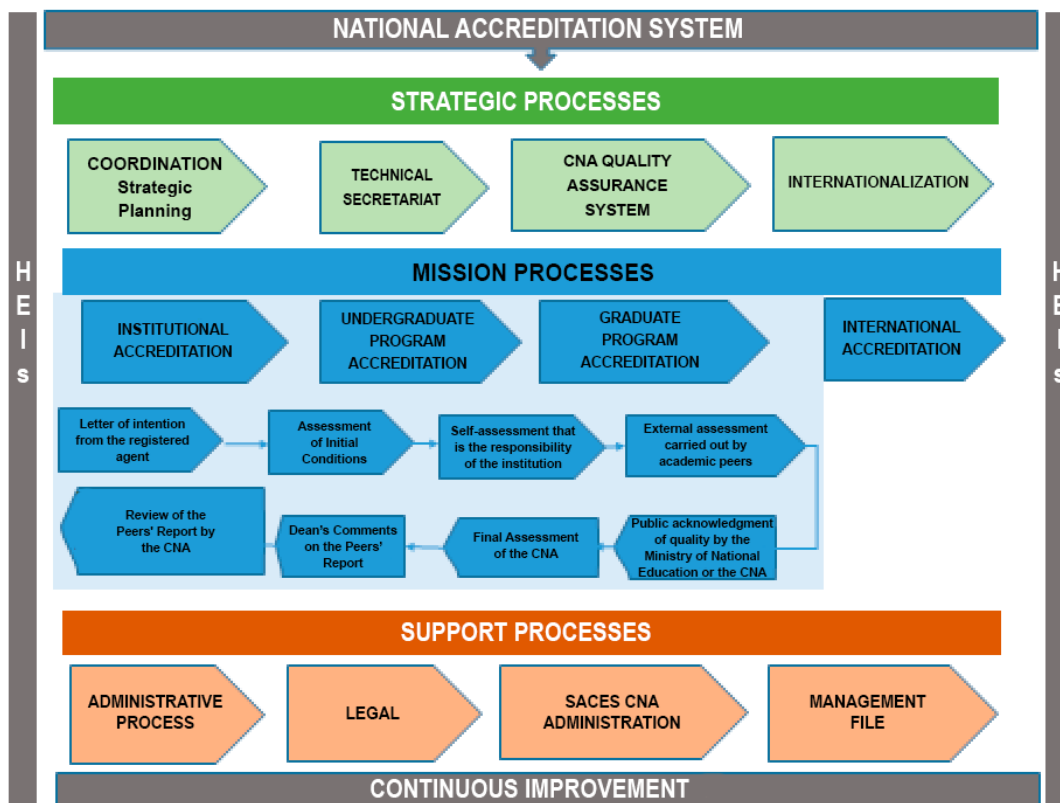 NATIONAL ACCREDITATION SYSTEM
STRATEGIC PROCESSES
COORDINATION
Strategic
Planning
TECHNICAL
SECRETARIAT
CNA QUALITY
ASSURANCE
SYSTEM
INTERNATIONALIZATION
H
E
I
s
MISSION PROCESSES
INSTITUTIONAL
ACCREDITATION
UNDERGRADUATE
PROGRAM
ACCREDITATION
GRADUATE
PROGRAM
ACCREDITATION
INTERNATIONAL
ACCREDITATION
H
E
I
s
Letter of intention
from the registered
agent
Assessment
of Initial
Conditions
Self-assessment that
is the responsibility
of the institution
External assessment
carried out by
academic peers
Review of the
Peers' Report by
the CNA
Dean's Comments
on the Peers'
Report
Final Assessment
of the CNA
Public acknowledgment
of quality by the
Ministry of National
Education or the CNA
SUPPORT PROCESSES
ADMINISTRATIVE
PROCESS
LEGAL
SACES CNA
ADMINISTRATION
MANAGEMENT
FILE
CONTINUOUS IMPROVEMENT